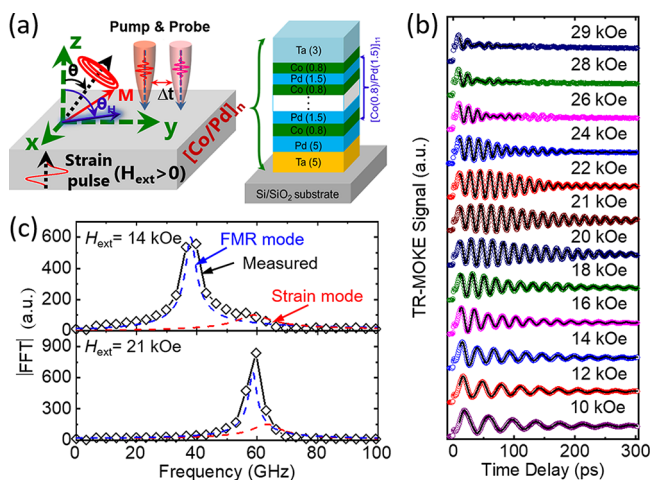 (a)
Pump & Probe
z
θ
M
θH
Δt
x
y
[Co/Pd]n
Strain
pulse (Hext>0)
Ta (3)
Co (0.8)
Pd (1.5)
Co (0.8)
⋮
Pd (1.5)
Co (0.8)
Pd (5)
Ta (5)
[Co(0.8)/Pd(1.5)]11
Si/SiO2 substrate
(b)
TR-MOKE Signal (a.u.)
29 kOe
28 kOe
26 kOe
24 kOe
22 kOe
21 kOe
20 kOe
18 kOe
16 kOe
14 kOe
12 kOe
10 kOe
0 100 200 300
Time Delay (ps)
(c)
|FFT| (a.u.)
Hext= 14 kOe
FMR mode
Measured
Strain mode
600
400
200
0
Hext= 21 kOe
900
600
300
0
0 20 40 60 80 100
Frequency (GHz)